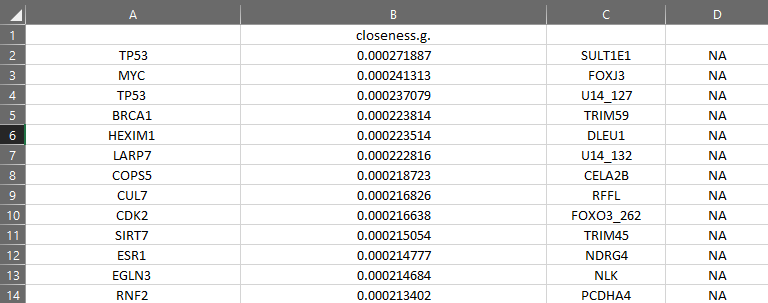 A B C D
1 closeness.g.
2 TP53 0.000271887 SULT1E1 NA
3 MYC 0.000241313 FOXJ3 NA
4 TP53 0.000237079 U14_127 NA
5 BRCA1 0.000223814 TRIM59 NA
6 HEXIM1 0.000223514 DLEU1 NA
7 LARP7 0.000222816 U14_132 NA
8 COPS5 0.000218723 CELA2B NA
9 CUL7 0.000216826 RFFL NA
10 CDK2 0.000216638 FOXO3_262 NA
11 SIRT7 0.000215054 TRIM45 NA
12 ESR1 0.000214777 NDRG4 NA
13 EGLN3 0.000214684 NLK NA
14 RNF2 0.000213402 PCDHA4 NA